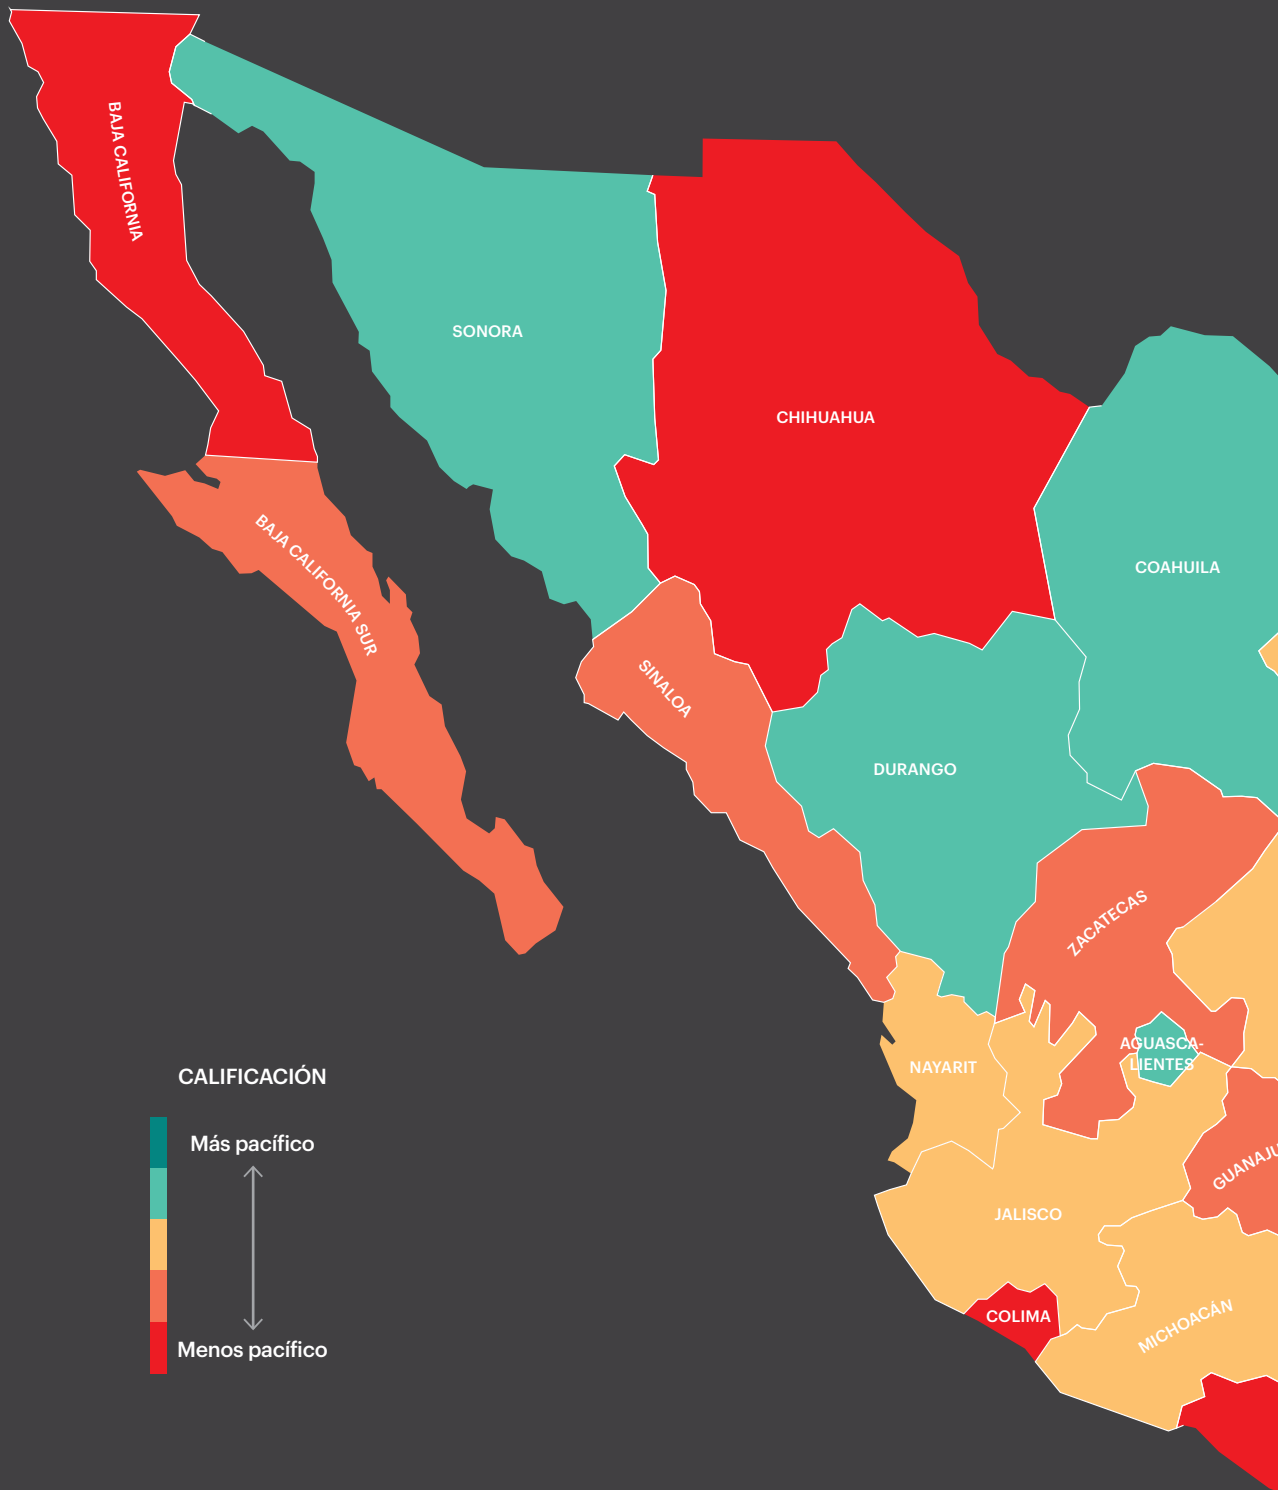 BAJA CALIFORNIA
SONORA
CHIHUAHUA
COAHUILA
BAJA CALIFORNIA SUR
SINALOA
DURANGO
ZACATECAS
AGUASCA-
LIENTES
NAYARIT
GUANAJU
JALISCO
COLIMA
MICHOACÁN
CALIFICACIÓN
Más pacífico
Menos pacífico